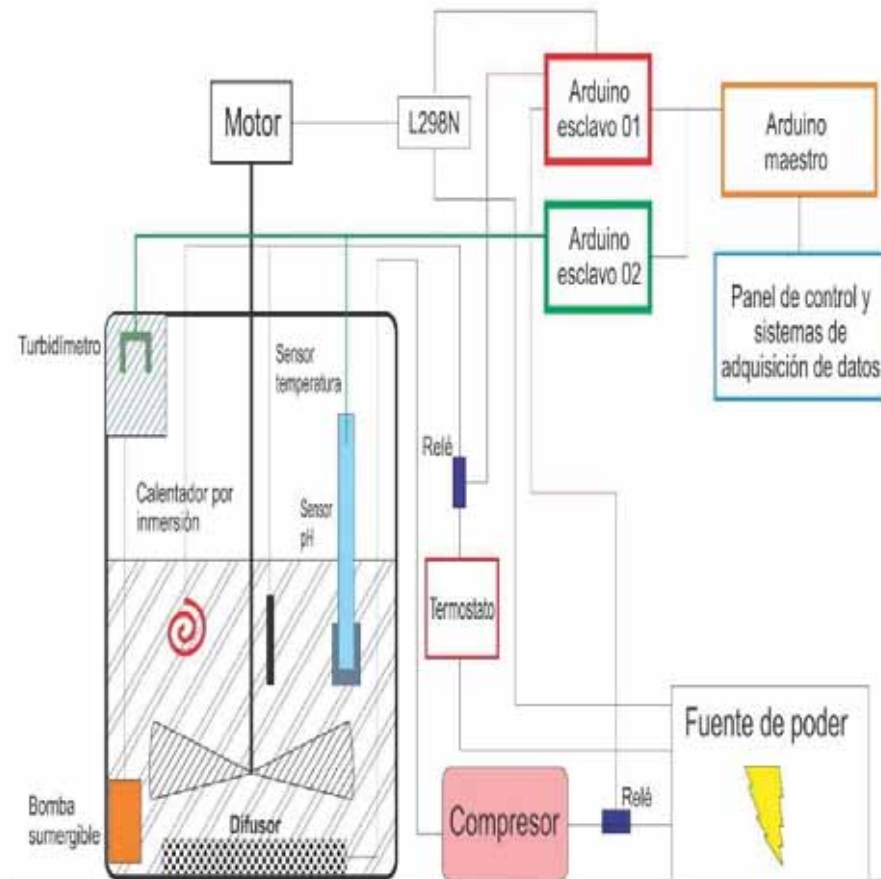 Motor
L298N
Arduino
esclavo 01
Arduino
maestro
Arduino
esclavo 02
Panel de control y
sistemas de
adquisición de datos
Turbidímetro
Sensor
temperatura
Relé
Calentador por
inmersión
Sensor
pH
Termostato
Fuente de poder
Bomba
sumergible
Difusor
Compresor
Relé